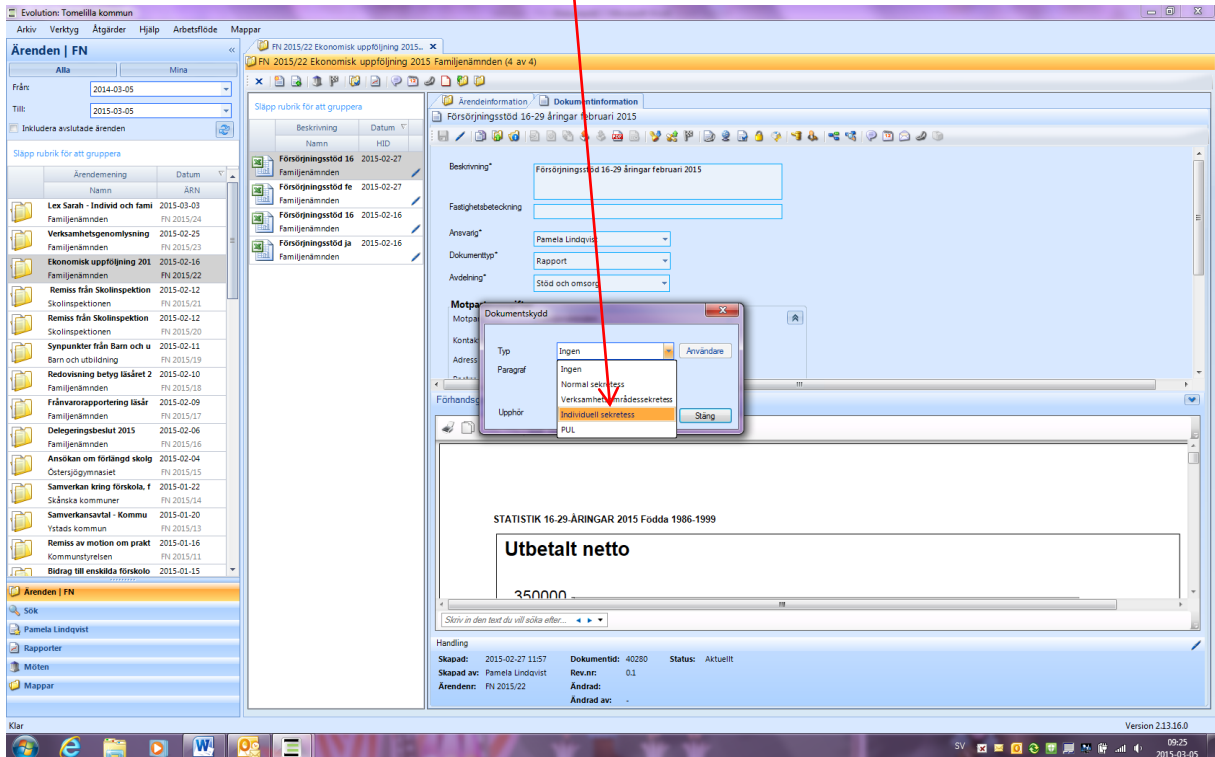 Evolution: Tomelilla kommun
Arkiv Verktyg Åtgärder Hjälp Arbetsflöde Mappar
Ärenden | FN «
Alla Mina
Från: 2014-03-05
Till: 2015-03-05
Inkludera avslutade ärenden
Släpp rubrik för att gruppera
Ärendemening Datum
Namn ÄRN
Lex Sarah - Individ och fami 2015-03-03
Familjenämnden FN 2015/24
Verksamhetsgenomlysning 2015-02-25
Familjenämnden FN 2015/23
Ekonomisk uppföljning 201 2015-02-16
Familjenämnden FN 2015/22
Remiss från Skolinspektion 2015-02-12
Skolinspektionen FN 2015/21
Remiss från Skolinspektion 2015-02-12
Skolinspektionen FN 2015/20
Synpunkter från Barn och u 2015-02-11
Barn och utbildning FN 2015/19
Redovisning betyg läsåret 2 2015-02-10
Familjenämnden FN 2015/18
Frånvarorapportering läsår 2015-02-09
Familjenämnden FN 2015/17
Delegeringsbeslut 2015 2015-02-06
Familjenämnden FN 2015/16
Ansökan om förlängd skolg 2015-02-04
Östersjögymnasiet FN 2015/15
Samverkan kring förskola, f 2015-01-22
Skånska kommuner FN 2015/14
Samverkansavtal - Kommu 2015-01-20
Ystads kommun FN 2015/13
Remiss av motion om prakt 2015-01-16
Kommunstyrelsen FN 2015/11
Bidrag till enskilda förskolo 2015-01-15
Ärenden | FN
Sök
Pamela Lindqvist
Rapporter
Möten
Mappar
Klar
FN 2015/22 Ekonomisk uppföljning 2015...
FN 2015/22 Ekonomisk uppföljning 2015 Familjenämnden (4 av 4)
Släpp rubrik för att gruppera
Beskrivning Datum
Namn HID
Försörjningsstöd 16 2015-02-27
Familjenämnden
Försörjningsstöd fe 2015-02-27
Familjenämnden
Försörjningsstöd 16 2015-02-16
Familjenämnden
Försörjningsstöd ja 2015-02-16
Familjenämnden
Ärendeinformation Dokumentinformation
Försörjningsstöd 16-29 åringar februari 2015
Beskrivning* Försörjningsstöd 16-29 åringar februari 2015
Fastighetsbeteckning
Ansvarig* Pamela Lindqvist
Dokumenttyp* Rapport
Avdelning* Stöd och omsorg
Dokumentskydd
Typ Ingen Användare
Paragraf Ingen
Normal sekretess
Verksamhetsområdessekretess
Upphör Individuell sekretess Stäng
PUL
STATISTIK 16-29-ÅRINGAR 2015 Födda 1986-1999
Utbetalt netto
350000
Skriv in den text du vill söka efter...
Handling
Skapad: 2015-02-27 11:57 Dokumentid: 40280 Status: Aktuellt
Skapad av: Pamela Lindqvist Rev.nr: 0.1
Ärendenr: FN 2015/22 Ändrad:
Ändrad av: -
Version 2.13.16.0
SV 09:25
2015-03-05